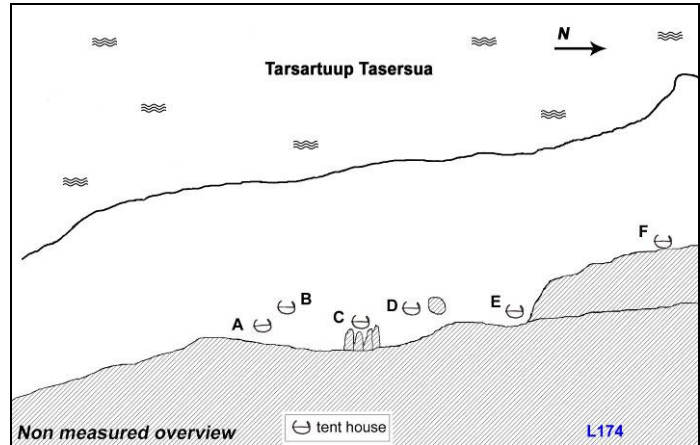 N
Tarsartuup Tasersua
F
B
A
C
D
E
Non measured overview
tent house
L174